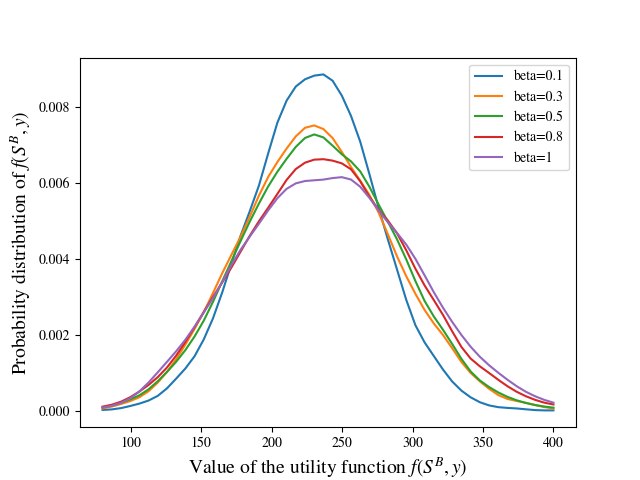 beta=0.1
beta=0.3
beta=0.5
beta=0.8
beta=1
Probability distribution of f(S^B, y)
0.008
0.006
0.004
0.002
0.000
100 150 200 250 300 350 400
Value of the utility function f(S^B, y)